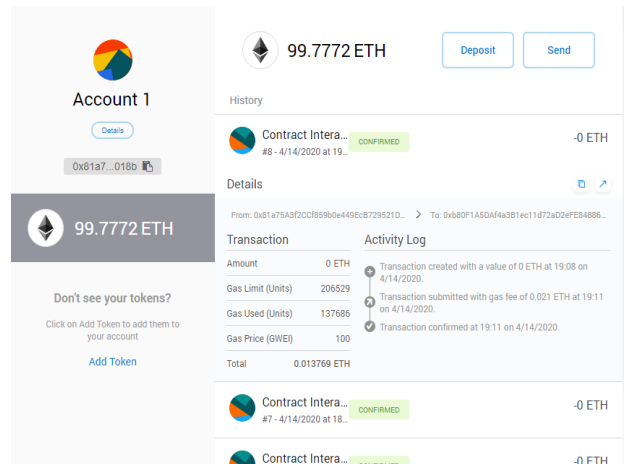 99.7772 ETH
Deposit
Send
Account 1
Details
0x81a7...018b
99.7772 ETH
Don't see your tokens?
Click on Add Token to add them to
your account
Add Token
History
Contract Intera...
CONFIRMED
-0 ETH
#8 - 4/14/2020 at 19...
Details
From: 0x81A75A3f2CCf859b0e449EcB729521D... > To: 0xb80F1A5DAf4a3B1ec11d72aD2eFE84886...
Transaction
Amount 0 ETH
Gas Limit (Units) 206529
Gas Used (Units) 137686
Gas Price (GWEI) 100
Total 0.013769 ETH
Activity Log
Transaction created with a value of 0 ETH at 19:08 on
4/14/2020.
Transaction submitted with gas fee of 0.021 ETH at 19:11
on 4/14/2020.
Transaction confirmed at 19:11 on 4/14/2020.
Contract Intera...
CONFIRMED
-0 ETH
#7 - 4/14/2020 at 18...
Contract Intera...
CONFIRMED
-0 ETH